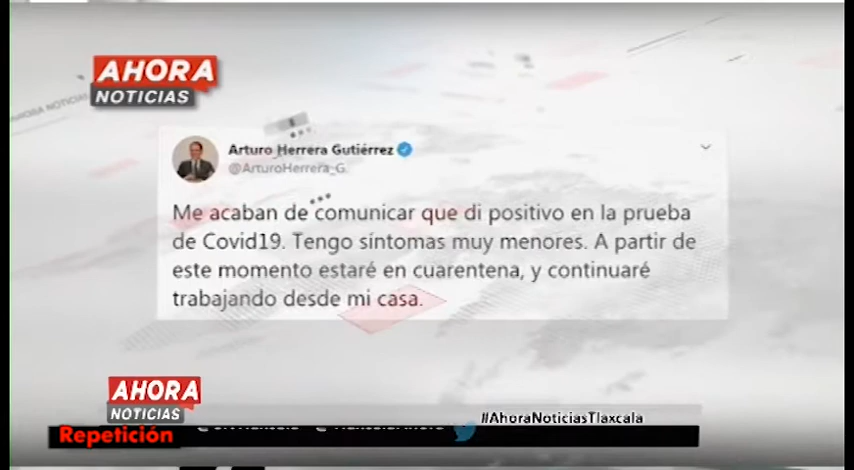 AHORA
NOTICIAS
Arturo Herrera Gutiérrez
@ArturoHerrera_G.
Me acaban de comunicar que di positivo en la prueba
de Covid19. Tengo síntomas muy menores. A partir de
este momento estaré en cuarentena, y continuaré
trabajando desde mi casa.
AHORA
NOTICIAS
#AhoraNoticiasTlaxcala
Repetición